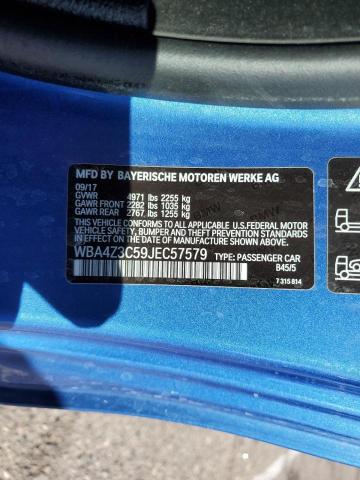 MFD BY BAYERISCHE MOTOREN WERKE AG
09/17
GVWR 4971 lbs 2255 kg
GAWR FRONT 2282 lbs 1035 kg
GAWR REAR 2767 lbs 1255 kg
THIS VEHICLE CONFORMS TO ALL APPLICABLE U.S.FEDERAL MOTOR
VEHICLE SAFETY, BUMPER AND THEFT PREVENTION STANDARDS
IN EFFECT ON THE DATE OF MANUFACTURE SHOWN ABOVE.
WBA4Z3C59JEC57579 TYPE: PASSENGER CAR
B45/5
7 315 814